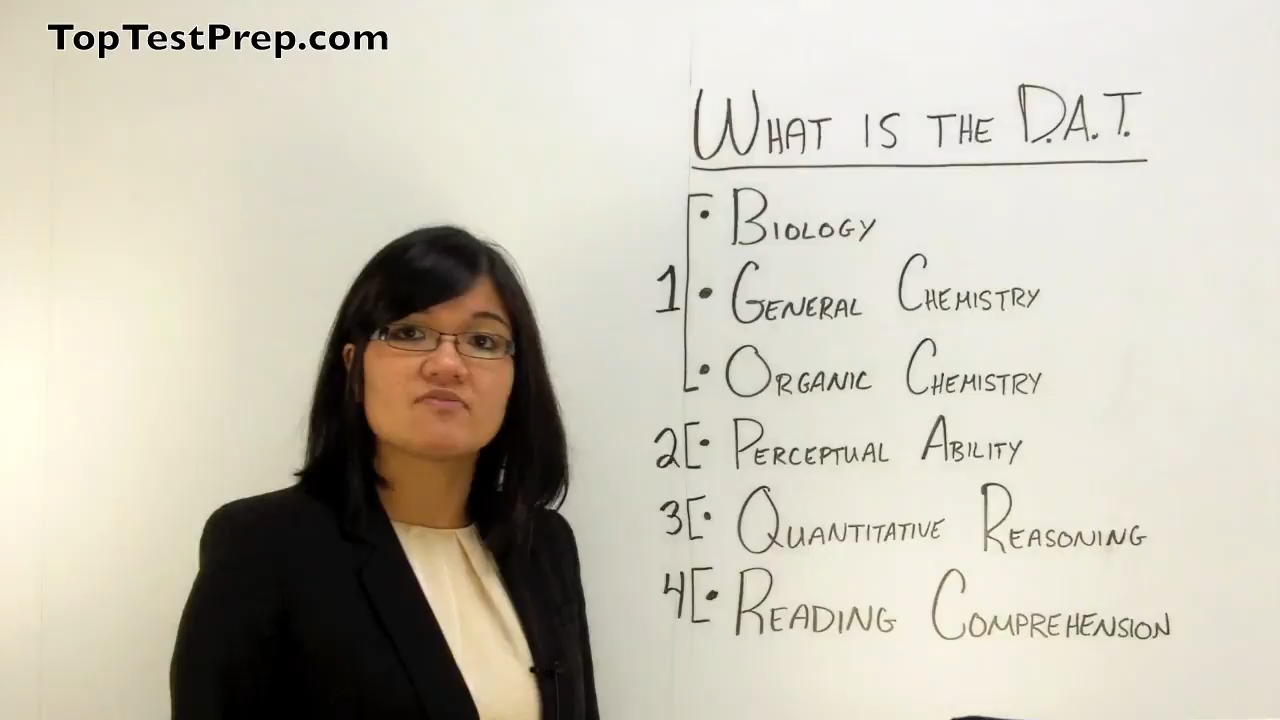 TopTestPrep.com
WHAT IS THE D.A.T.
• BIOLOGY
1 • GENERAL CHEMISTRY
• ORGANIC CHEMISTRY
2[• PERCEPTUAL ABILITY
3[• QUANTITATIVE REASONING
4[• READING COMPREHENSION